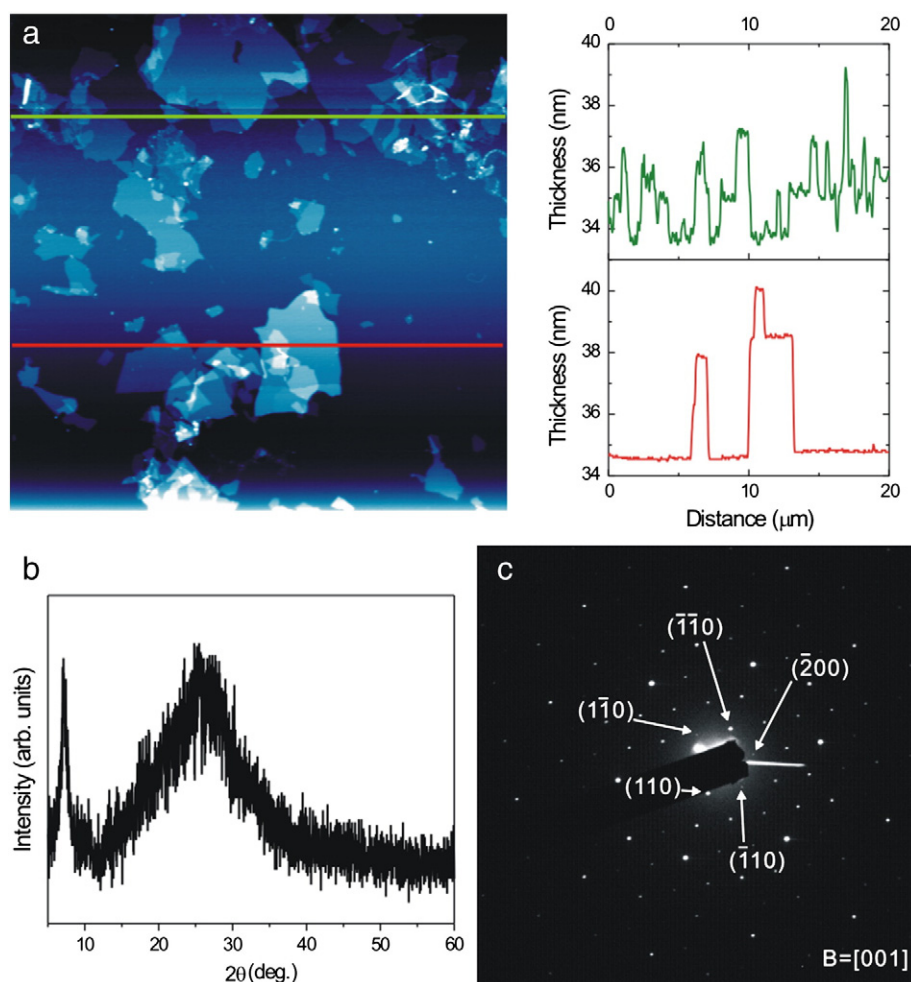 a
0 10 20
40
38
36
34
Thickness (nm)
40
38
36
34
Thickness (nm)
0 10 20
Distance (μm)
b
Intensity (arb. units)
10 20 30 40 50 60
2θ (deg.)
c
(1̄1̄0)
(2̄00)
(11̄0)
(110)
(1̄10)
B=[001]